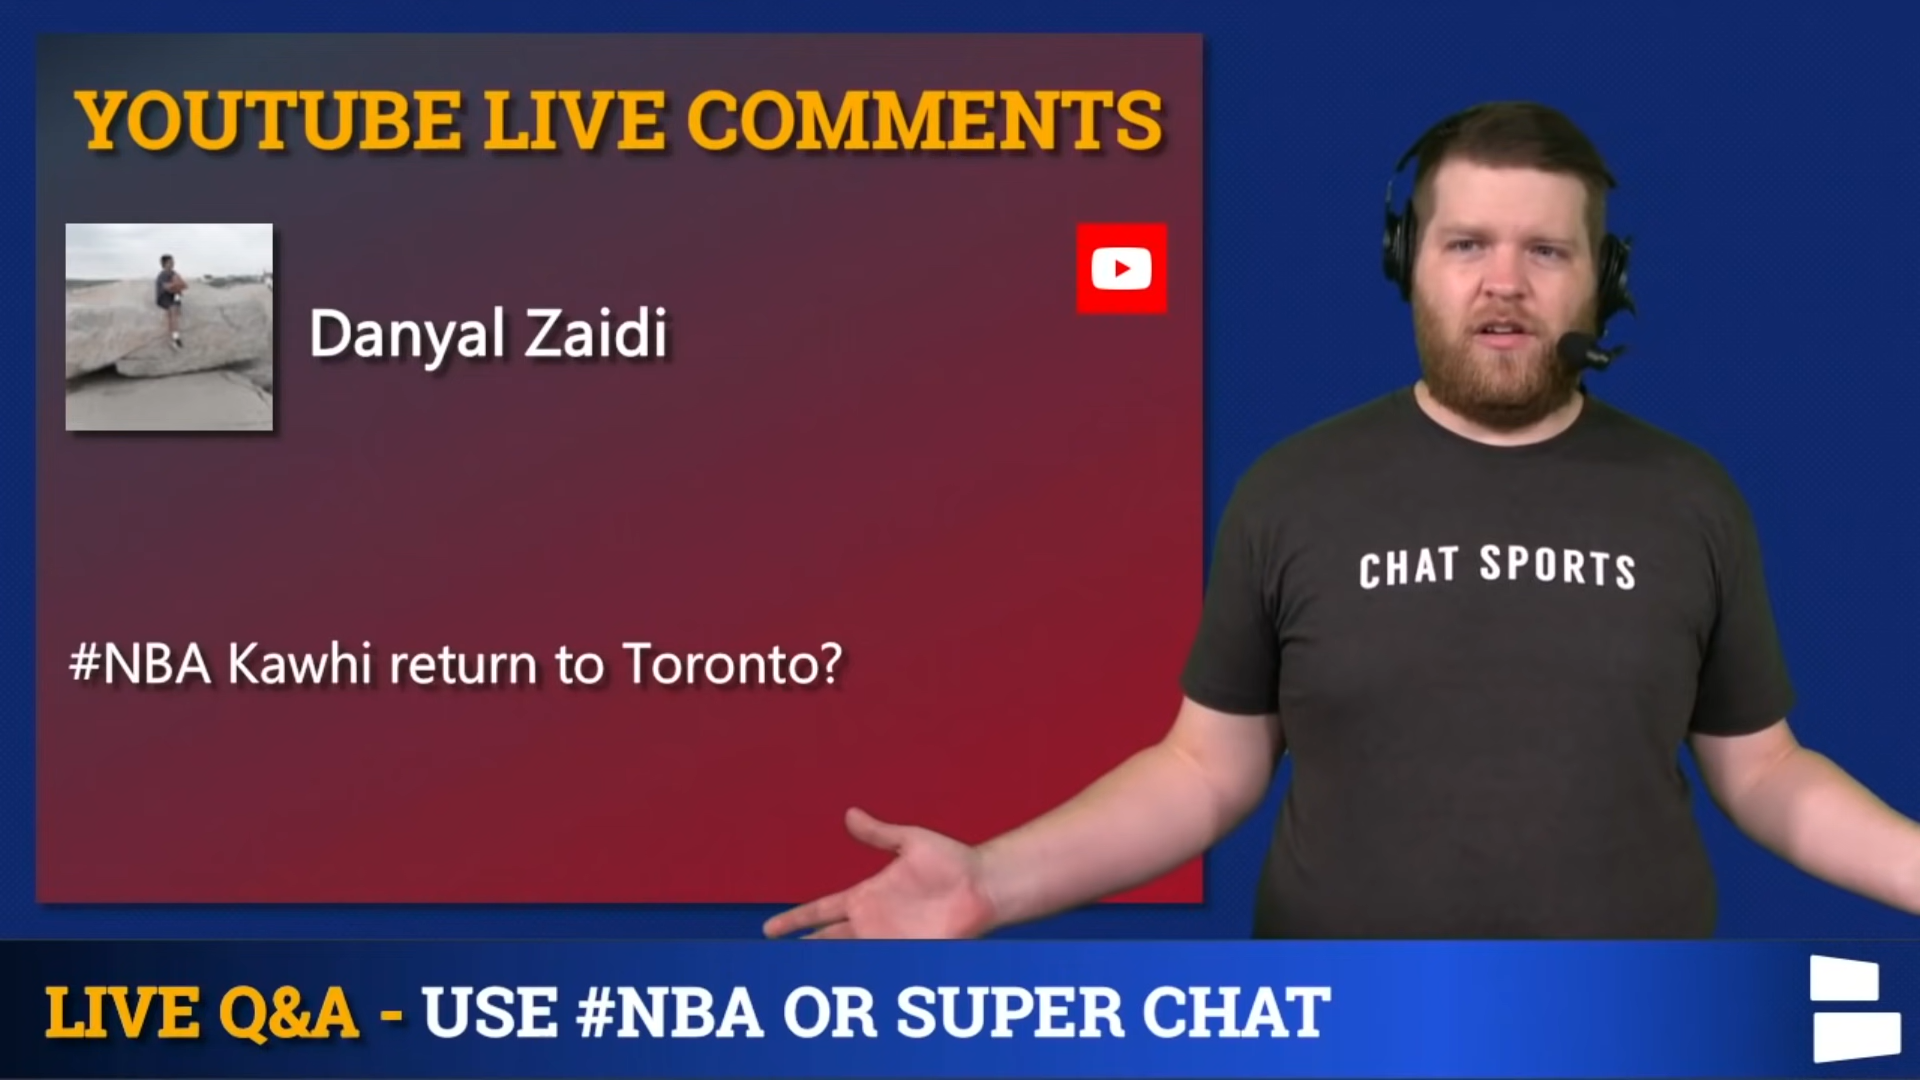 YOUTUBE LIVE COMMENTS
Danyal Zaidi
#NBA Kawhi return to Toronto?
CHAT SPORTS
LIVE Q&A - USE #NBA OR SUPER CHAT